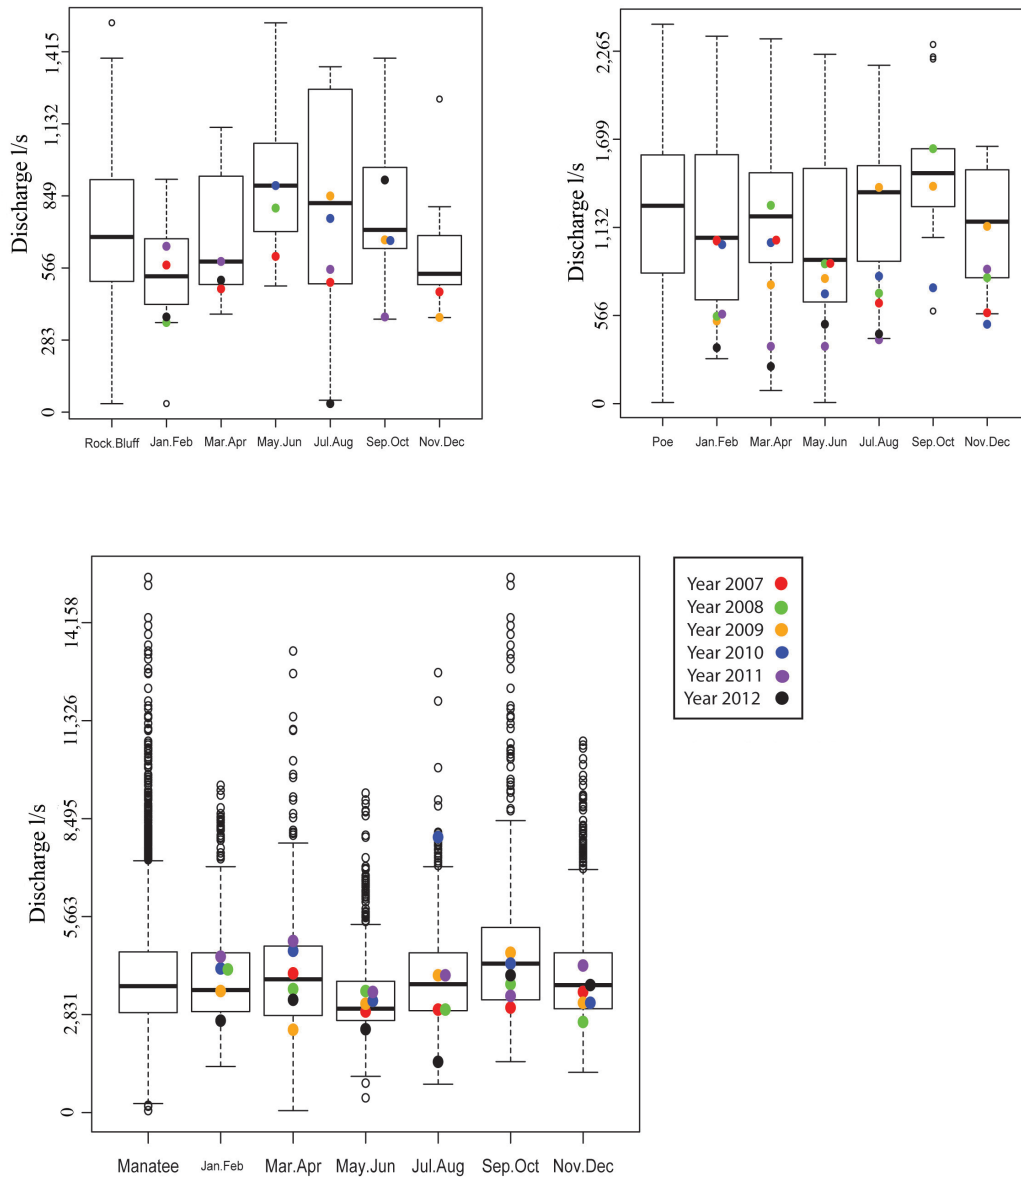 Discharge l/s
1,415
1,132
849
566
283
0
Rock.Bluff Jan.Feb Mar.Apr May.Jun Jul.Aug Sep.Oct Nov.Dec
Discharge l/s
2,265
1,699
1,132
566
0
Poe Jan.Feb Mar.Apr May.Jun Jul.Aug Sep.Oct Nov.Dec
Discharge l/s
14,158
11,326
8,495
5,663
2,831
0
Manatee Jan.Feb Mar.Apr May.Jun Jul.Aug Sep.Oct Nov.Dec
Year 2007
Year 2008
Year 2009
Year 2010
Year 2011
Year 2012